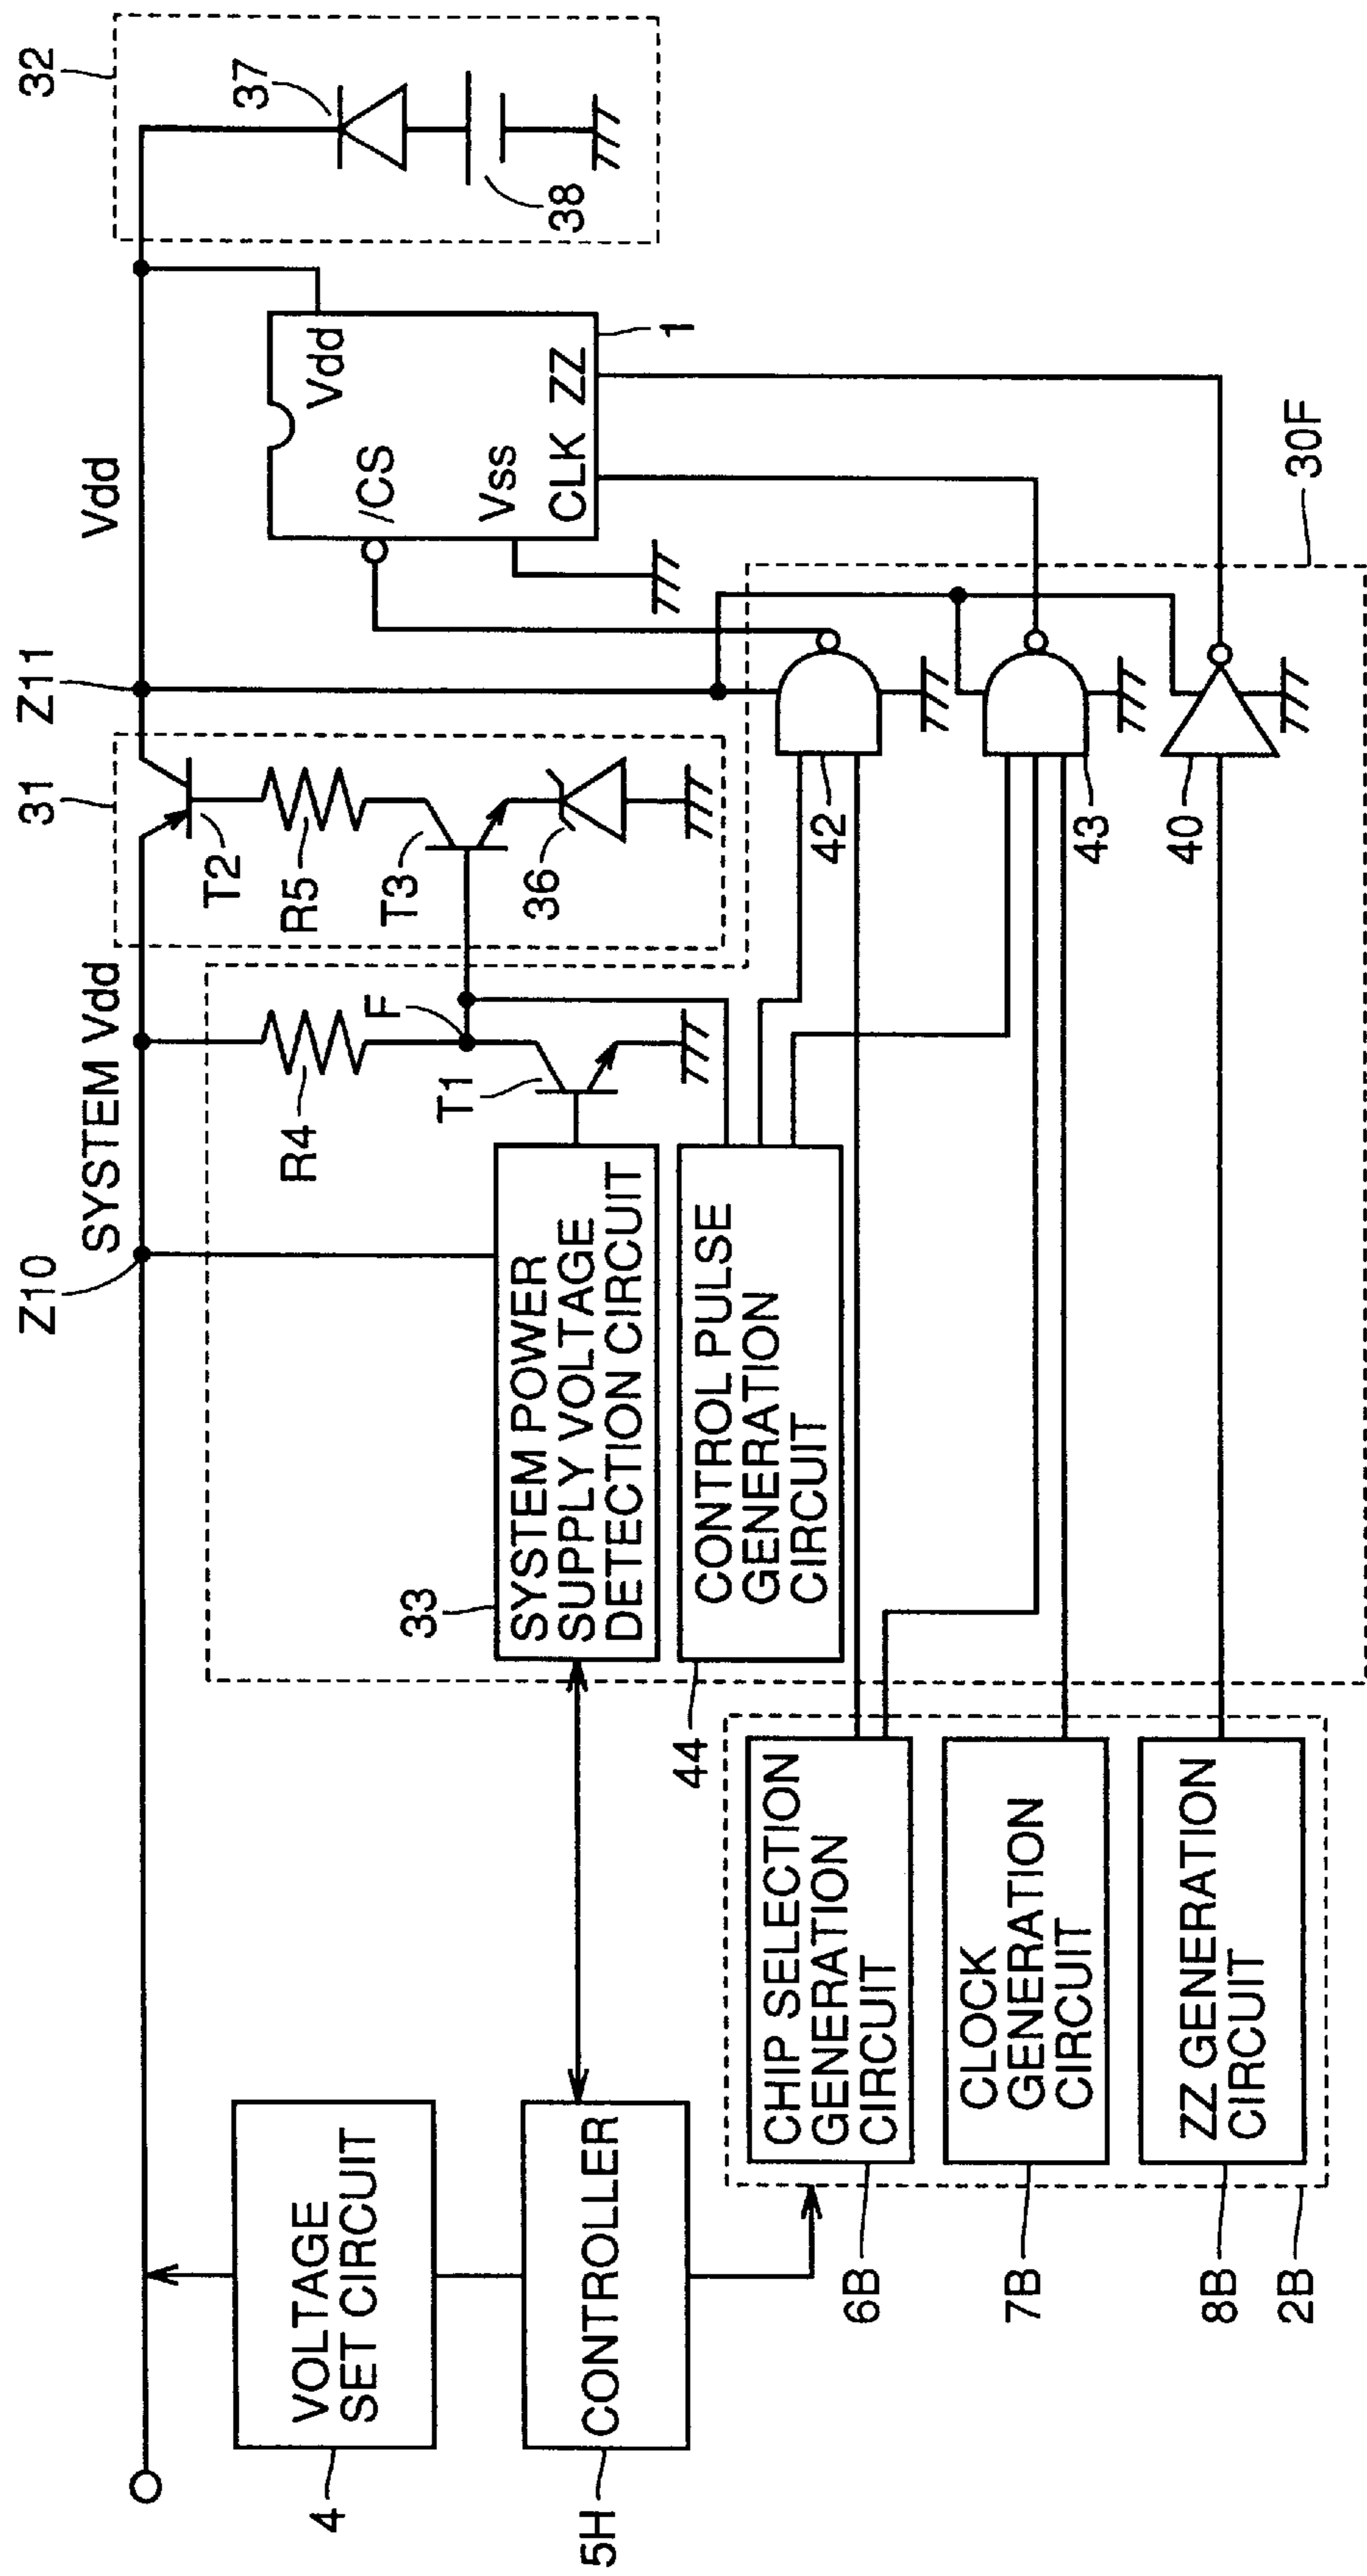 Z10
SYSTEM Vdd
31
Z11
Vdd
32
4
VOLTAGE
SET CIRCUIT
R4
F
T1
T2
R5
T3
36
37
38
5H
CONTROLLER
33
SYSTEM POWER
SUPPLY VOLTAGE
DETECTION CIRCUIT
44
CONTROL PULSE
GENERATION
CIRCUIT
/CS
Vdd
Vss
CLK ZZ
1
6B
CHIP SELECTION
GENERATION
CIRCUIT
42
7B
CLOCK
GENERATION
CIRCUIT
43
8B
ZZ GENERATION
CIRCUIT
40
2B
30F